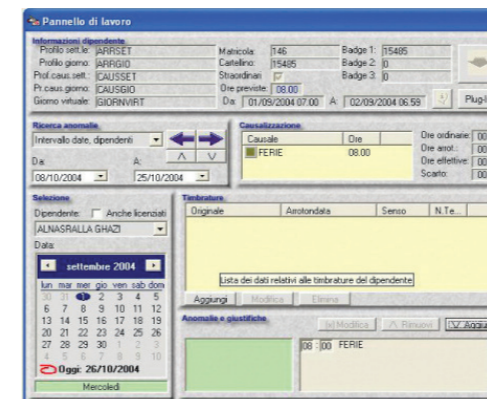 Pannello di lavoro
Informazioni dipendente
Profilo sett.le: ARRSET Matricola: 146 Badge 1: 15485
Profilo giorno: ARRGIO Cartellino: 15485 Badge 2: 0
Prof.caus.sett.: CAUSSET Straordinari Badge 3: 0
Pr.caus.giorno: CAUSGIO Ore previste: 08.00
Giorno virtuale: GIORNVIRT Da: 01/09/2004 07.00 A: 02/09/2004 06.59 Plug-I
Ricerca anomalie
Intervallo date, dipendenti
Da: A:
08/10/2004 25/10/2004
Causalizzazione
Causale Ore
FERIE 08.00
Ore ordinarie: 00
Ore arrot.: 00
Ore effettive: 00
Scarto: 00
Selezione
Dipendente: Anche licenziati
ALNASRALLA GHAZI
Data:
settembre 2004
lun mar mer gio ven sab dom
30 31 1 2 3 4 5
6 7 8 9 10 11 12
13 14 15 16 17 18 19
20 21 22 23 24 25 26
27 28 29 30 1 2 3
4 5 6 7 8 9 10
Oggi: 26/10/2004
Mercoledì
Timbrature
Originale Arrotondata Senso N.Te...
Lista dei dati relativi alle timbrature del dipendente
Aggiungi Modifica Elimina
Anomalie e giustifiche
Modifica Rimuovi Aggiu
08 : 00 FERIE